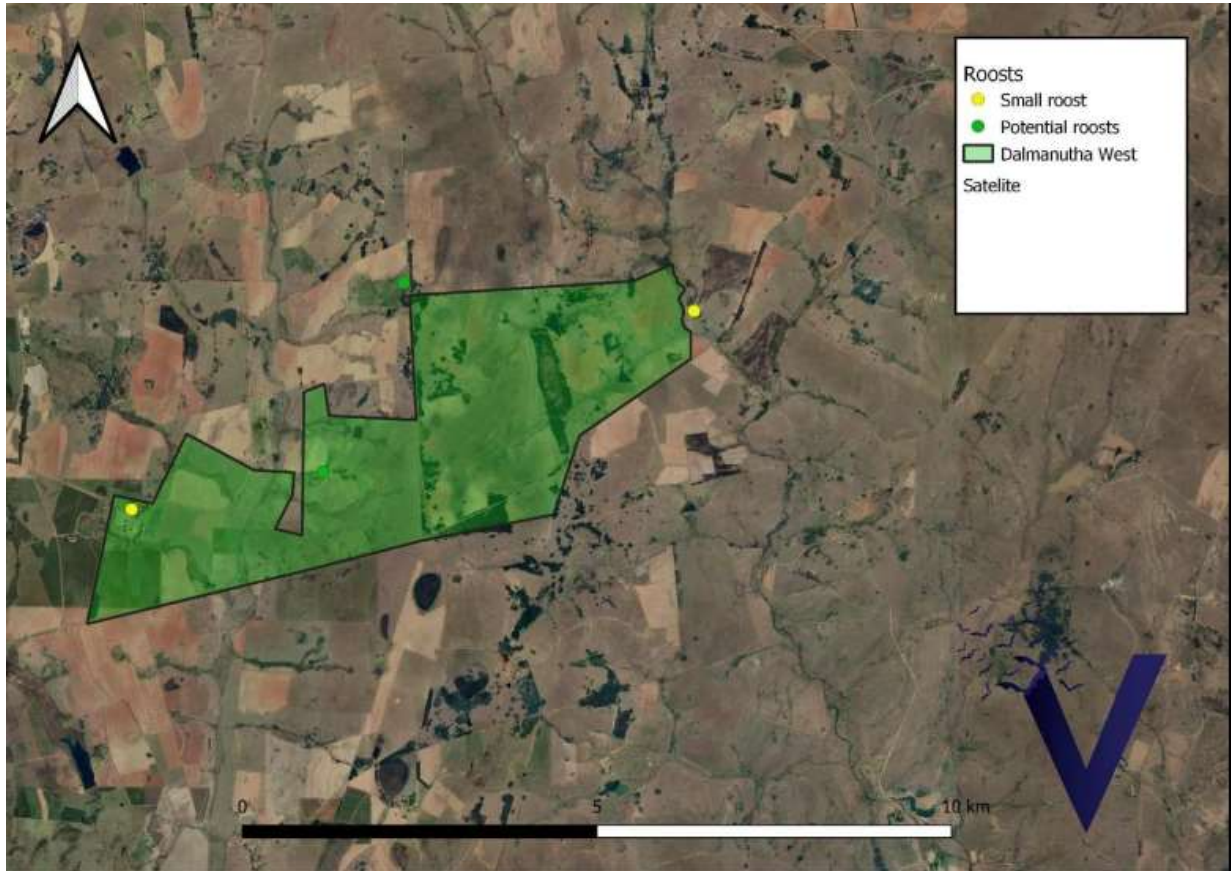 Roosts
Small roost
Potential roosts
Dalmanutha West
Satelite
0 5 10 km
V